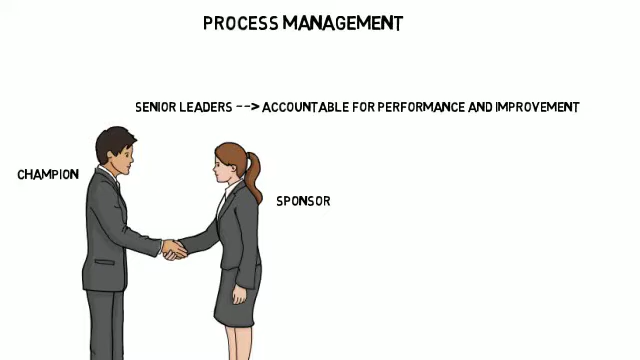 PROCESS MANAGEMENT
SENIOR LEADERS --> ACCOUNTABLE FOR PERFORMANCE AND IMPROVEMENT
CHAMPION
SPONSOR